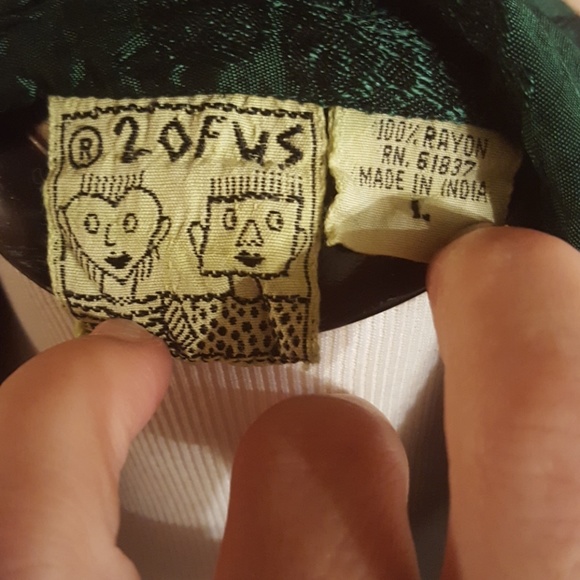 ® 2 OF US
100% RAYON
RN. 61837
MADE IN INDIA
L